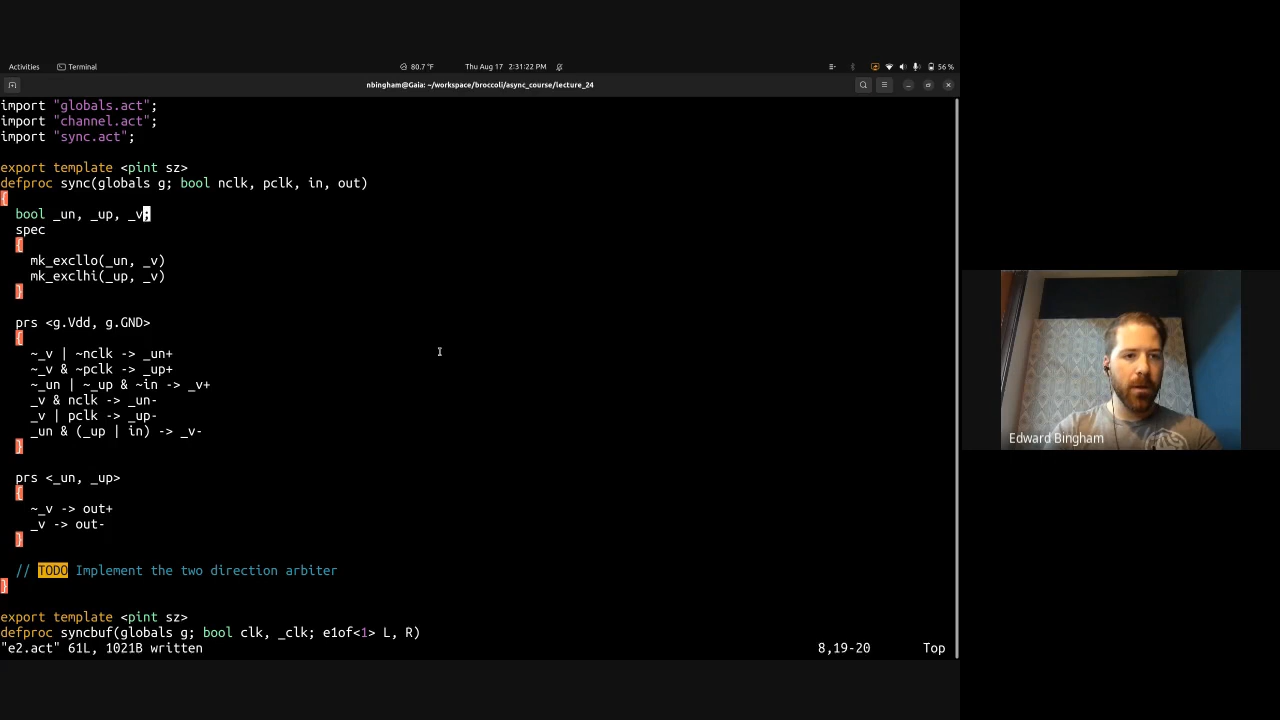 Activities Terminal 80.7 °F Thu Aug 17 2:31:22 PM 56 %
nbingham@Gaia: ~/workspace/broccoli/async_course/lecture_24
import "globals.act";
import "channel.act";
import "sync.act";
export template <pint sz>
defproc sync(globals g; bool nclk, pclk, in, out)
{
  bool _un, _up, _v;
  spec
  {
    mk_excllo(_un, _v)
    mk_exclhi(_up, _v)
  }
  prs <g.Vdd, g.GND>
  {
    ~_v | ~nclk -> _un+
    ~_v & ~pclk -> _up+
    ~_un | ~_up & ~in -> _v+
    _v & nclk -> _un-
    _v | pclk -> _up-
    _un & (_up | in) -> _v-
  }
  prs <_un, _up>
  {
    ~_v -> out+
    _v -> out-
  }
  // TODO Implement the two direction arbiter
}
export template <pint sz>
defproc syncbuf(globals g; bool clk, _clk; e1of<1> L, R)
"e2.act" 61L, 1021B written 8,19-20 Top
Edward Bingham